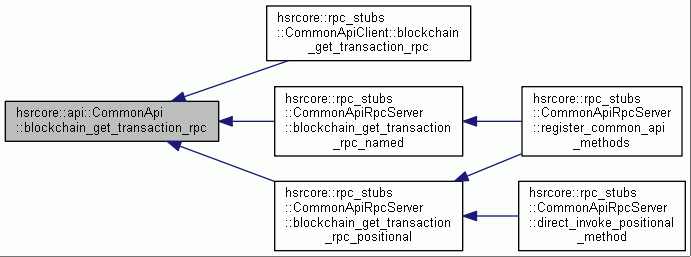 hsrcore::rpc_stubs
::CommonApiClient::blockchain
_get_transaction_rpc
hsrcore::api::CommonApi
::blockchain_get_transaction_rpc
hsrcore::rpc_stubs
::CommonApiRpcServer
::blockchain_get_transaction
_rpc_named
hsrcore::rpc_stubs
::CommonApiRpcServer
::register_common_api
_methods
hsrcore::rpc_stubs
::CommonApiRpcServer
::blockchain_get_transaction
_rpc_positional
hsrcore::rpc_stubs
::CommonApiRpcServer
::direct_invoke_positional
_method